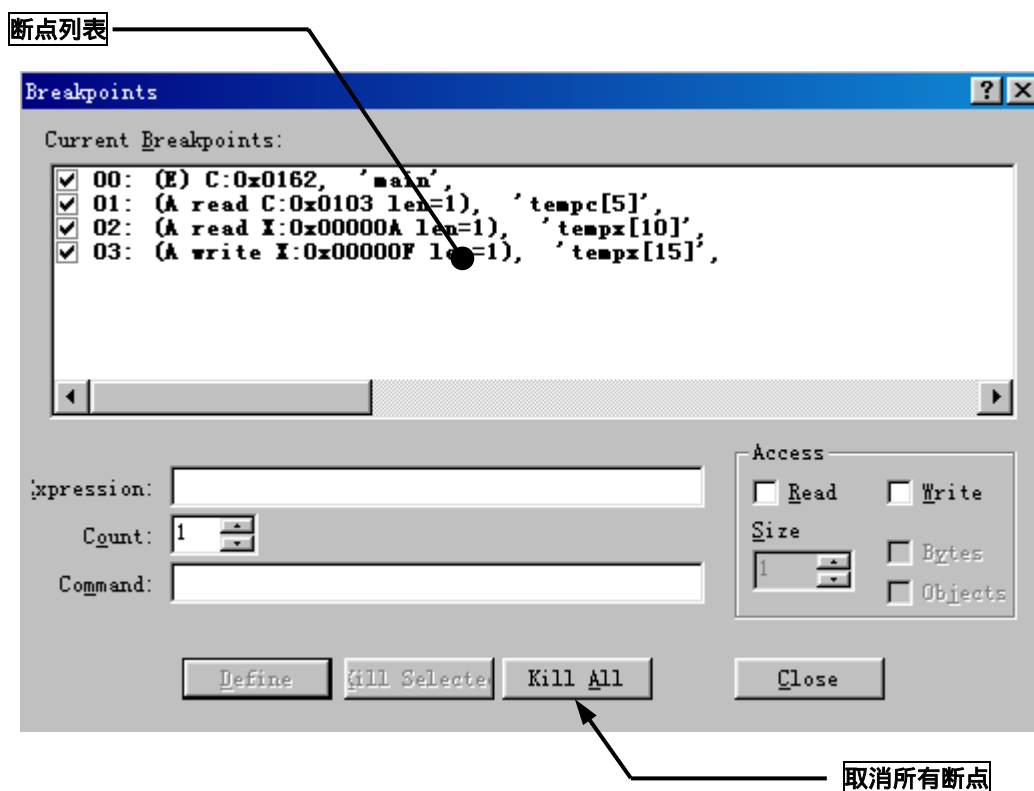 断点列表
Breakpoints
Current Breakpoints:
00: (E) C:0x0162, 'main',
01: (A read C:0x0103 len=1), 'tempc[5]',
02: (A read X:0x00000A len=1), 'tempx[10]',
03: (A write X:0x00000F len=1), 'tempx[15]',
Access
xpression:
Read Write
Count: 1
Size
1
Bytes
Command:
Objects
Define Kill Selecte Kill All Close
取消所有断点